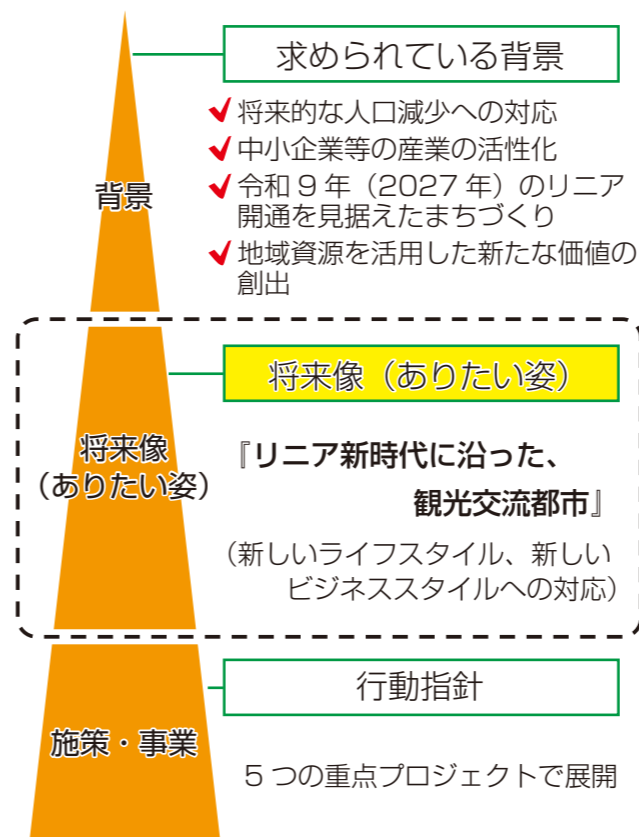 求められている背景
将来的な人口減少への対応
中小企業等の産業の活性化
令和9年（2027年）のリニア
開通を見据えたまちづくり
地域資源を活用した新たな価値の
創出
背景
将来像（ありたい姿）
将来像
（ありたい姿）
『リニア新時代に沿った、
観光交流都市』
（新しいライフスタイル、新しい
ビジネススタイルへの対応）
行動指針
施策・事業
5つの重点プロジェクトで展開